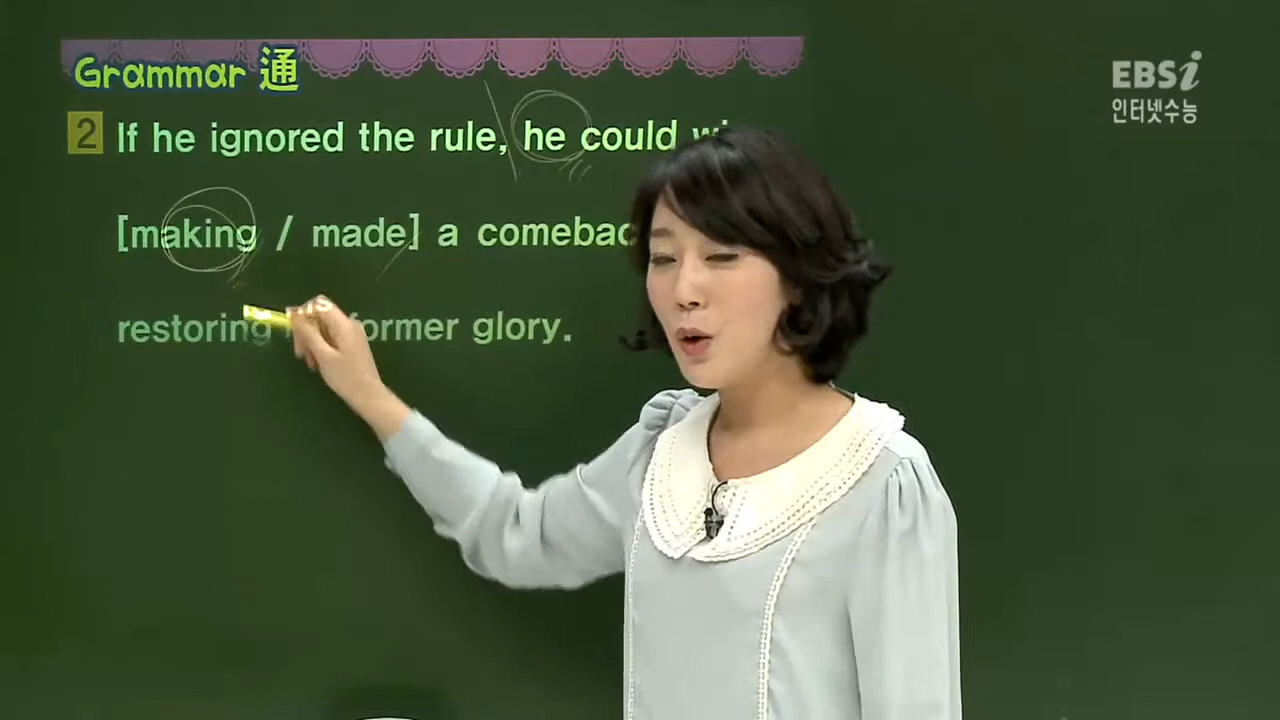 Grammar 通
EBSi
인터넷수능
2 If he ignored the rule, he could
[making / made] a
restoring former glory.